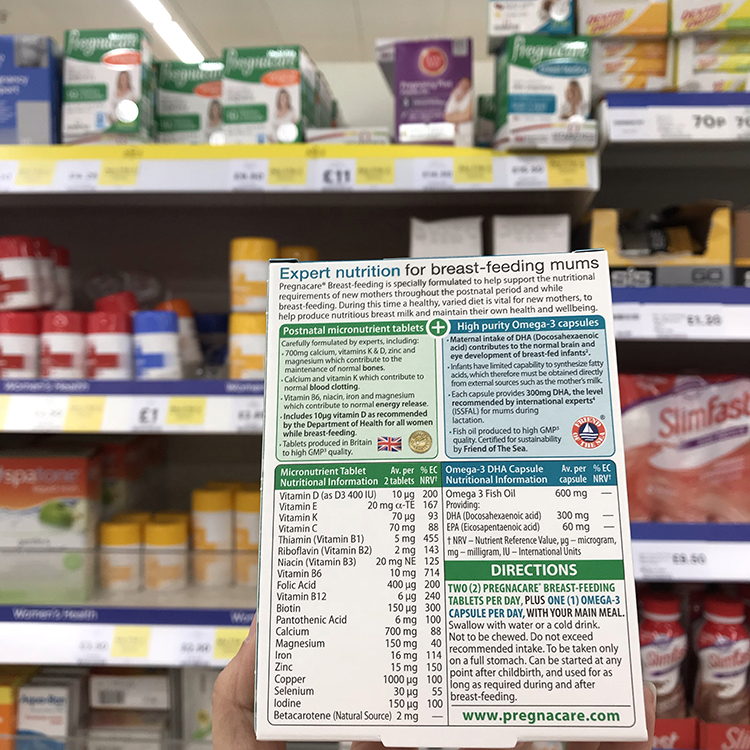 Pregnacare
Pregnacare
Pregnacare
Pregnacare
70P
£11
Expert nutrition for breast-feeding mums
Pregnacare® Breast-feeding is specially formulated to help support the nutritional
requirements of new mothers throughout the postnatal period and while
breast-feeding. During this time a healthy, varied diet is vital for new mothers, to
help produce nutritious breast milk and maintain their own health and wellbeing.
Postnatal micronutrient tablets
Carefully formulated by experts, including:
• 700mg calcium, vitamins K & D, zinc and
magnesium which contribute to the
maintenance of normal bones.
• Calcium and vitamin K which contribute to
normal blood clotting.
• Vitamin B6, niacin, iron and magnesium
which contribute to normal energy release.
• Includes 10µg vitamin D as recommended
by the Department of Health for all women
while breast-feeding.
• Tablets produced in Britain
to high GMP³ quality.
+
High purity Omega-3 capsules
• Maternal intake of DHA (Docosahexaenoic
acid) contributes to the normal brain and
eye development of breast-fed infants².
• Infants have limited capability to synthesize fatty
acids, which therefore must be obtained directly
from external sources such as the mother's milk.
• Each capsule provides 300mg DHA, the level
recommended by international experts⁴
(ISSFAL) for mums during
lactation.
• Fish oil produced to high GMP³
quality. Certified for sustainability
by Friend of The Sea.
FRIEND OF THE SEA
Micronutrient Tablet Av. per % EC
Nutritional Information 2 tablets NRV†
Vitamin D (as D3 400 IU) 10 µg 200
Vitamin E 20 mg α-TE 167
Vitamin K 70 µg 93
Vitamin C 70 mg 88
Thiamin (Vitamin B1) 5 mg 455
Riboflavin (Vitamin B2) 2 mg 143
Niacin (Vitamin B3) 20 mg NE 125
Vitamin B6 10 mg 714
Folic Acid 400 µg 200
Vitamin B12 6 µg 240
Biotin 150 µg 300
Pantothenic Acid 6 mg 100
Calcium 700 mg 88
Magnesium 150 mg 40
Iron 16 mg 114
Zinc 15 mg 150
Copper 1000 µg 100
Selenium 30 µg 55
Iodine 150 µg 100
Betacarotene (Natural Source) 2 mg —
Omega-3 DHA Capsule Av. per % EC
Nutritional Information capsule NRV†
Omega 3 Fish Oil 600 mg —
Providing:
DHA (Docosahexaenoic acid) 300 mg —
EPA (Eicosapentaenoic acid) 60 mg —
† NRV – Nutrient Reference Value, µg – microgram,
mg – milligram, IU – International Units
DIRECTIONS
TWO (2) PREGNACARE® BREAST-FEEDING
TABLETS PER DAY, PLUS ONE (1) OMEGA-3
CAPSULE PER DAY, WITH YOUR MAIN MEAL.
Swallow with water or a cold drink.
Not to be chewed. Do not exceed
recommended intake. To be taken only
on a full stomach. Can be started at any
point after childbirth, and used for as
long as required during and after
breast-feeding.
www.pregnacare.com
Women's Health
£1
spatone
Women's Health
£1.30
SlimFast
£9.50